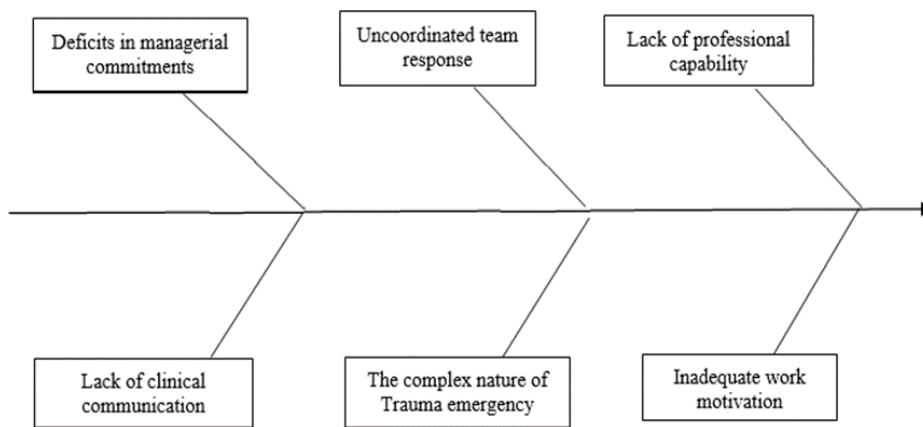 Deficits in managerial
commitments
Uncoordinated team
response
Lack of professional
capability
Lack of clinical
communication
The complex nature of
Trauma emergency
Inadequate work
motivation